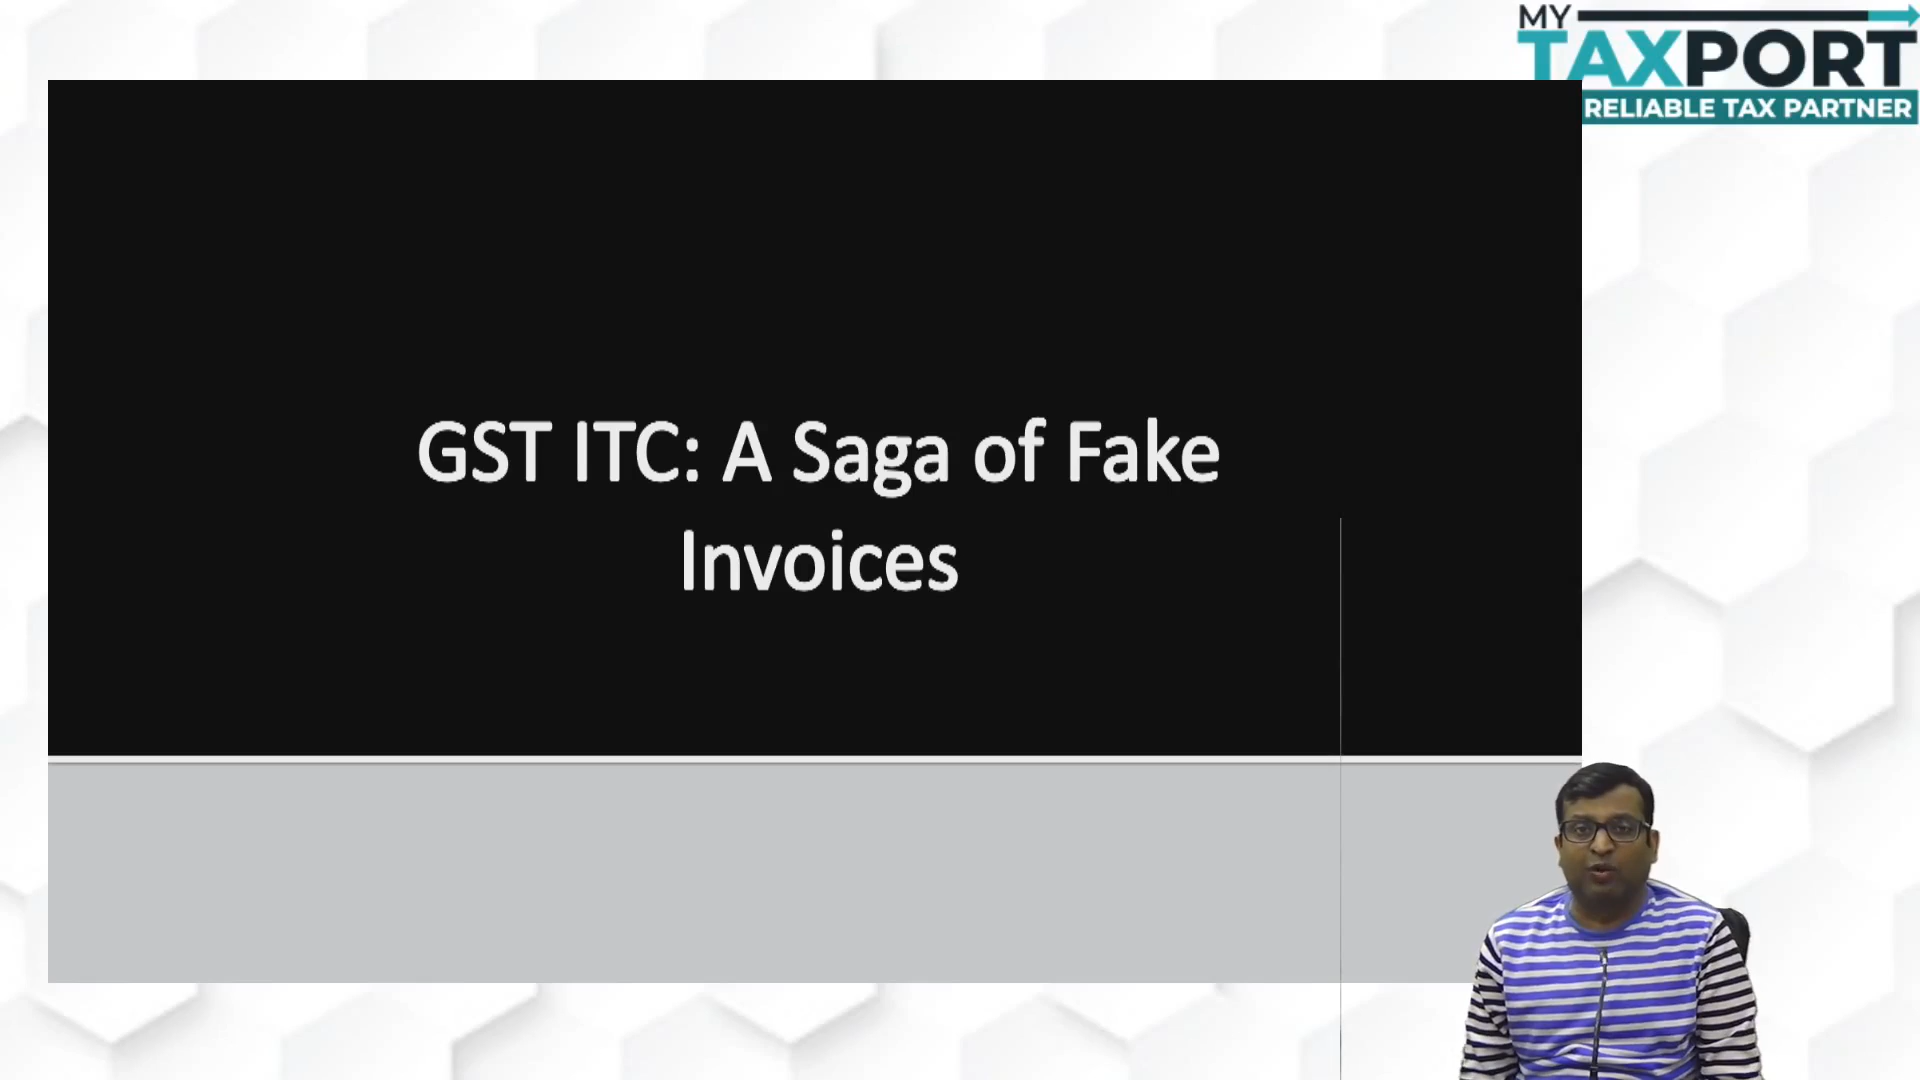 MY
TAXPORT
RELIABLE TAX PARTNER
GST ITC: A Saga of Fake
Invoices